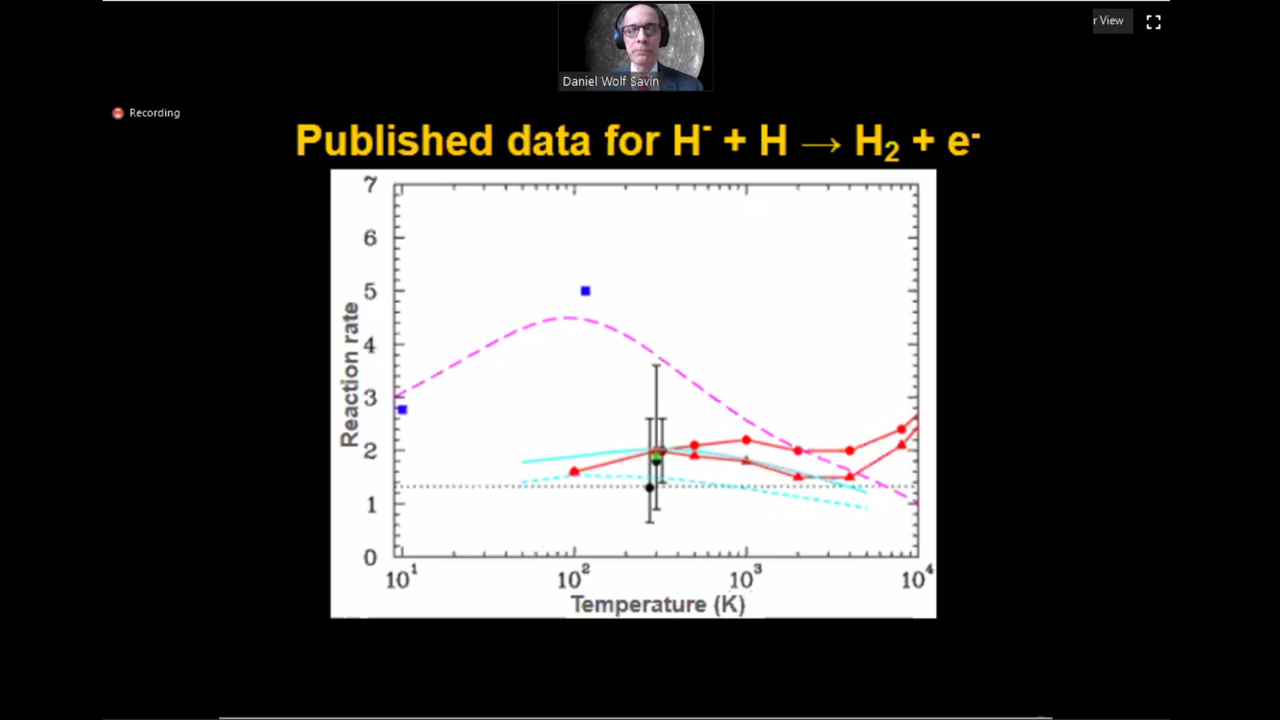 r View
Daniel Wolf Savin
Recording
Published data for H⁻ + H → H₂ + e⁻
7
6
5
4
3
2
1
0
Reaction rate
10¹ 10² 10³ 10⁴
Temperature (K)